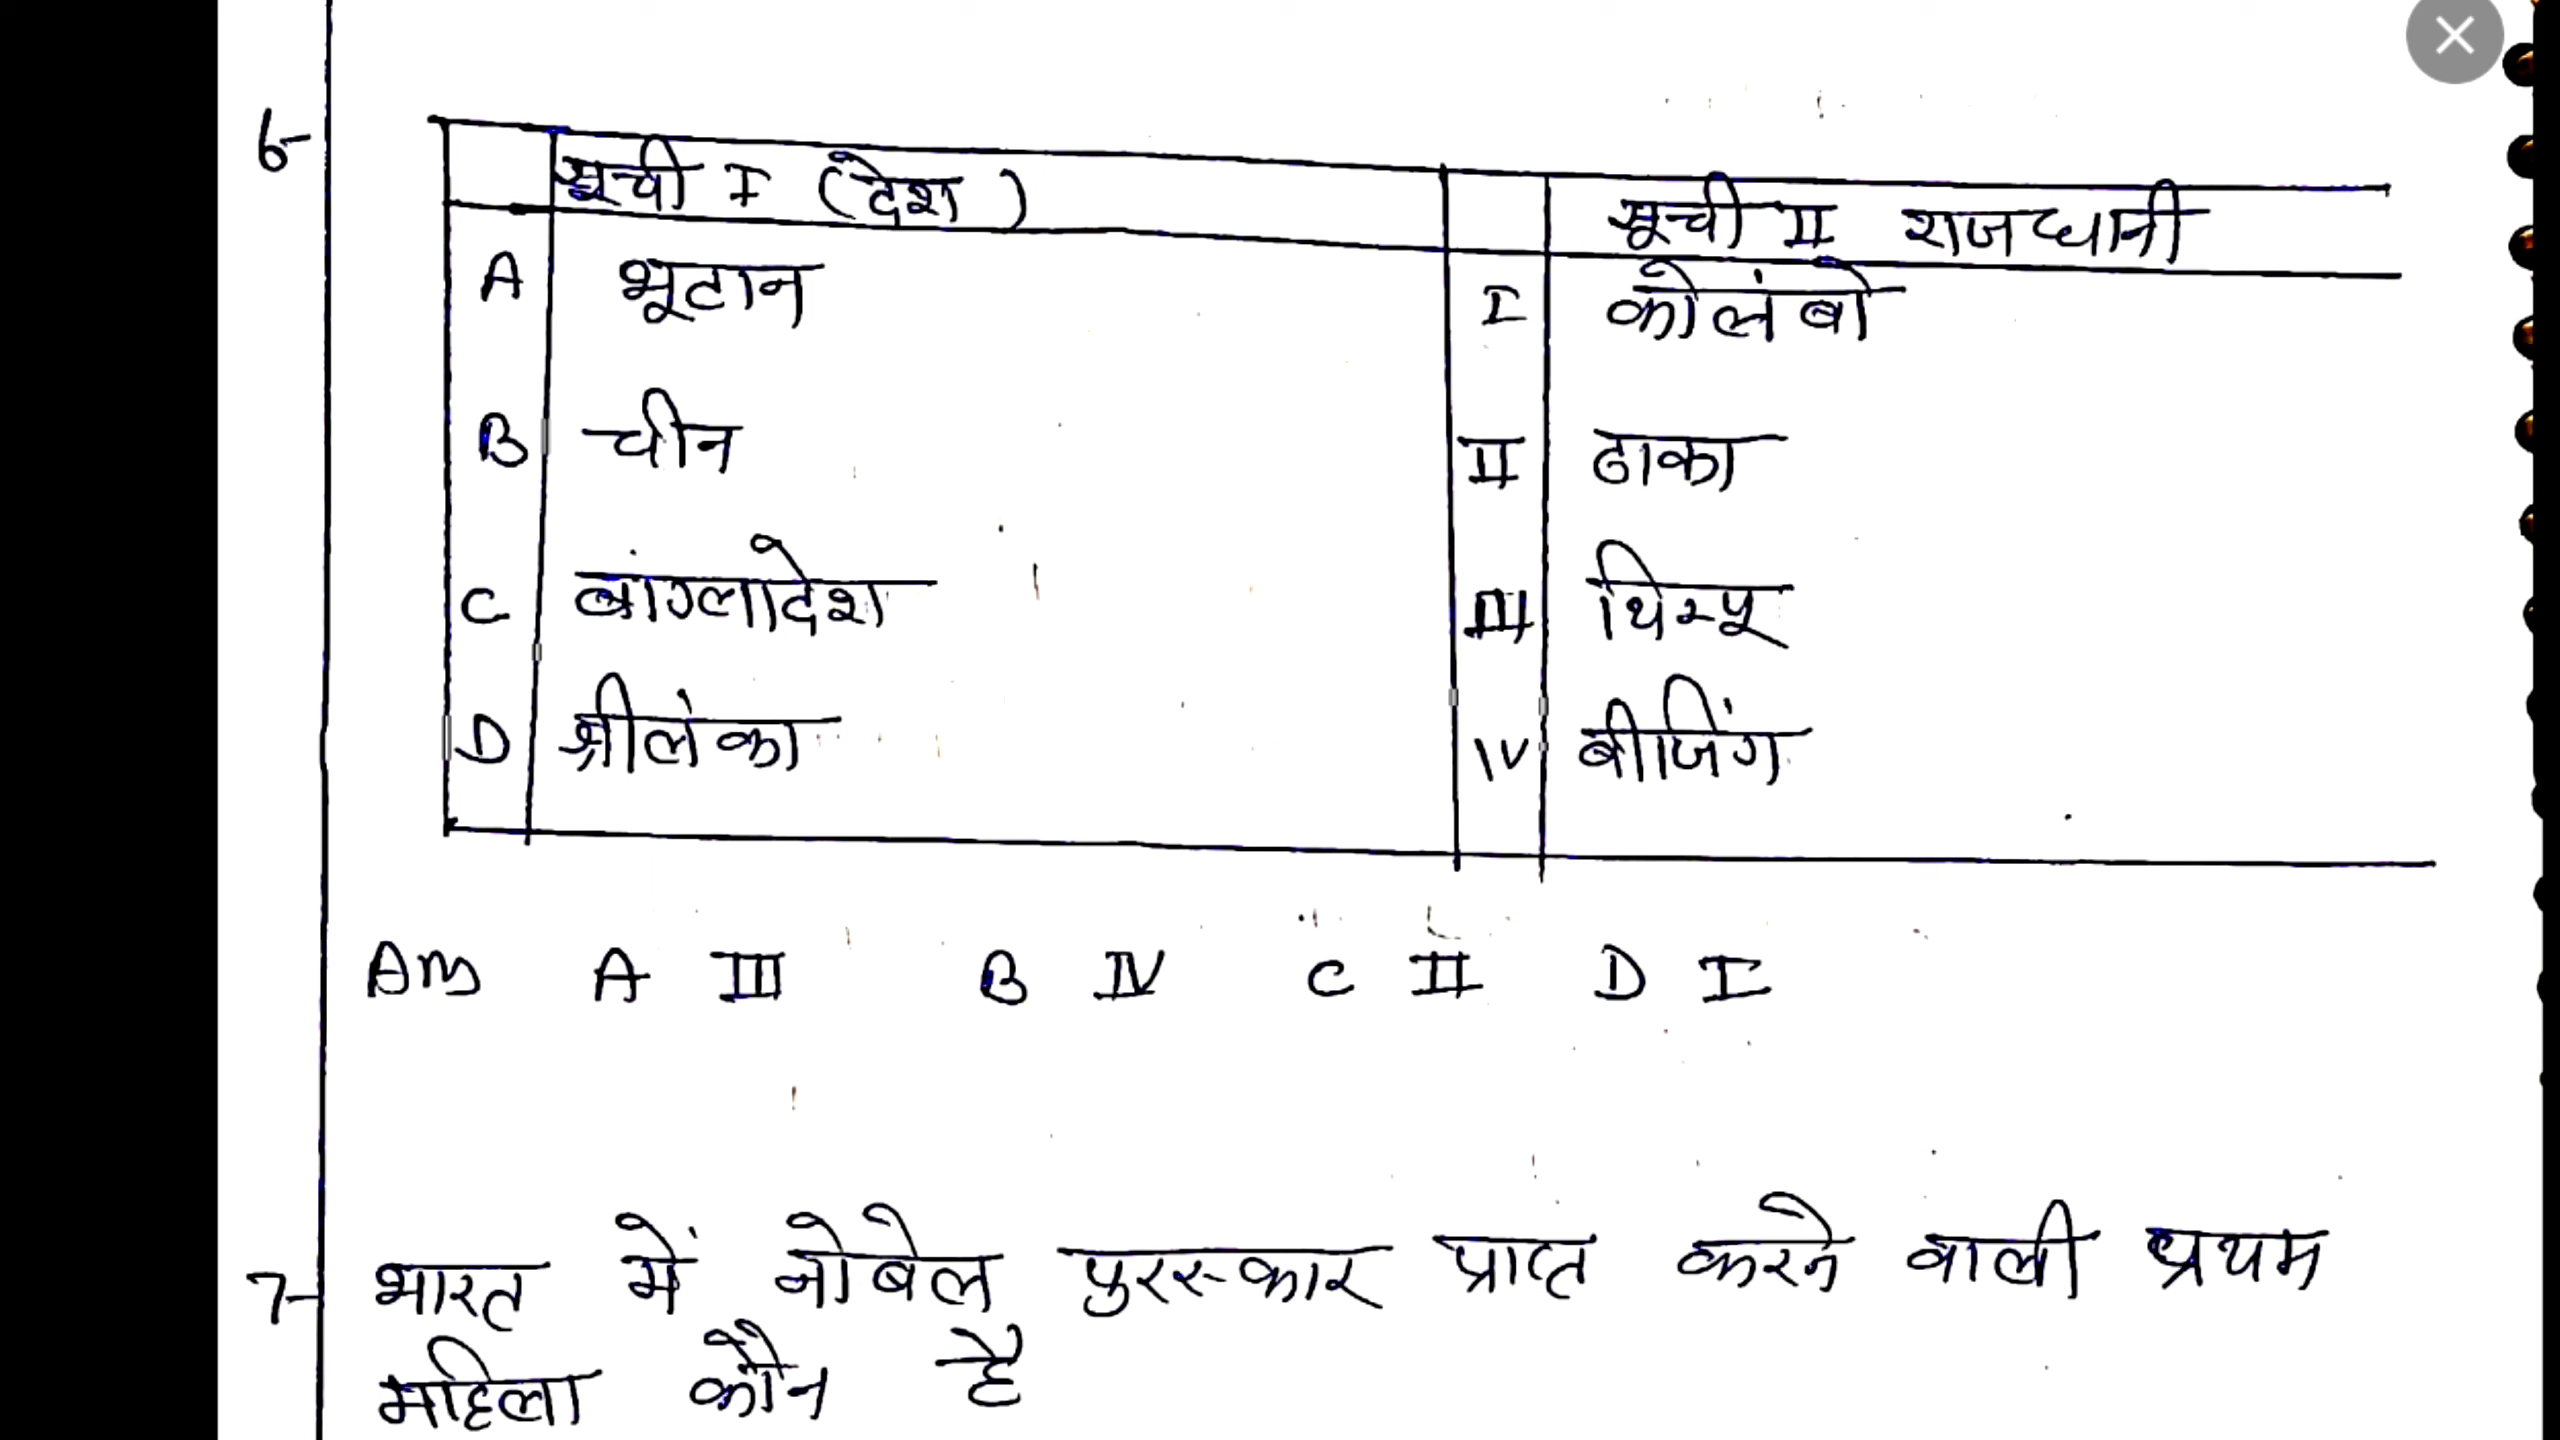 6-
सूची I (देश) सूची II राजधानी
A भूटान I कोलंबो
B चीन II ढाका
C बांग्लादेश III थिम्पू
D श्रीलंका IV बीजिंग
Ans A III B IV C II D I
7- भारत में नोबेल पुरस्कार प्राप्त करने वाली प्रथम
महिला कौन है